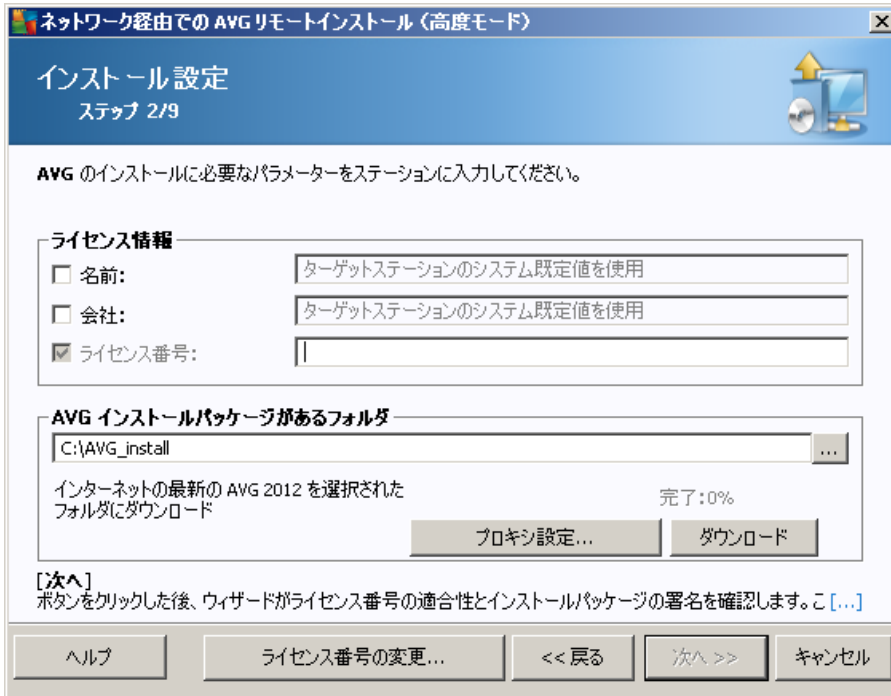 ネットワーク経由での AVG リモートインストール (高度モード)
インストール設定
ステップ 2/9
AVG のインストールに必要なパラメーターをステーションに入力してください。
ライセンス情報
名前:
ターゲットステーションのシステム既定値を使用
会社:
ターゲットステーションのシステム既定値を使用
ライセンス番号:
AVG インストールパッケージがあるフォルダ
C:\AVG_install
...
インターネットの最新の AVG 2012 を選択された
フォルダにダウンロード
完了:0%
プロキシ設定...
ダウンロード
[次へ]
ボタンをクリックした後、ウィザードがライセンス番号の適合性とインストールパッケージの署名を確認します。こ [...]
ヘルプ
ライセンス番号の変更...
<< 戻る
次へ >>
キャンセル